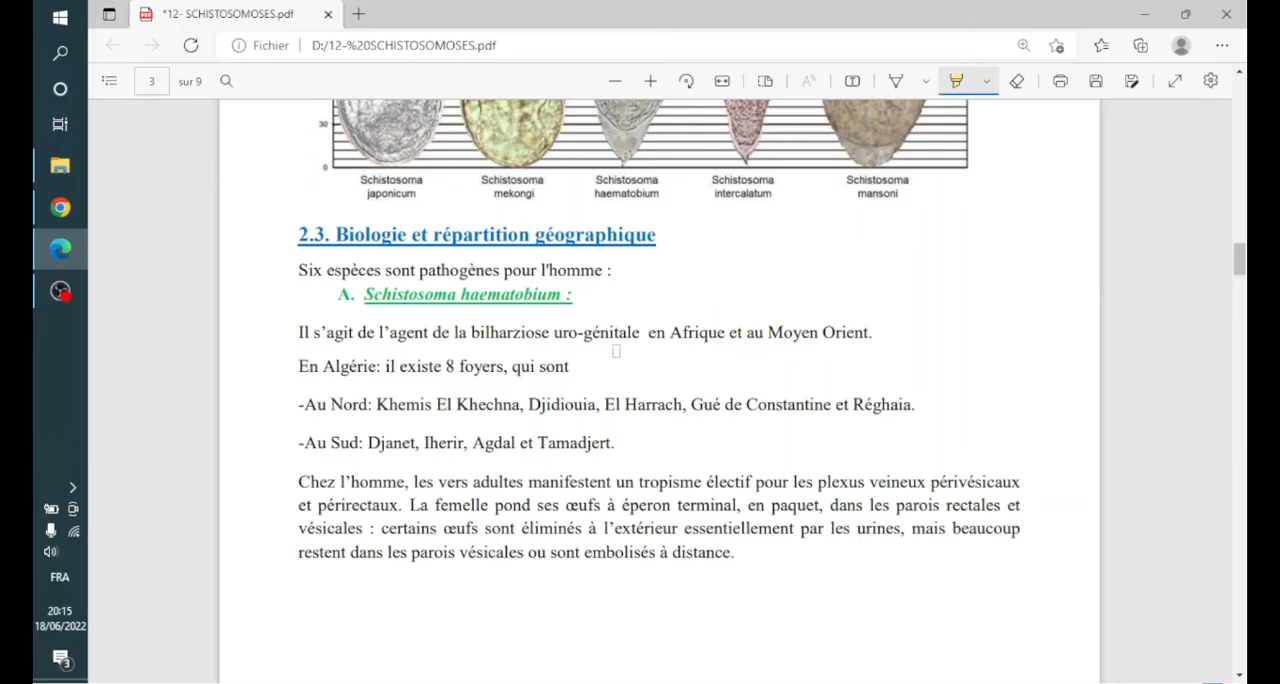 *12- SCHISTOSOMOSES.pdf
Fichier D:/12-%20SCHISTOSOMOSES.pdf
3 sur 9
30
0
Schistosoma japonicum
Schistosoma mekongi
Schistosoma haematobium
Schistosoma intercalatum
Schistosoma mansoni
2.3. Biologie et répartition géographique
Six espèces sont pathogènes pour l'homme :
A. Schistosoma haematobium :
Il s’agit de l’agent de la bilharziose uro-génitale en Afrique et au Moyen Orient.
En Algérie: il existe 8 foyers, qui sont
-Au Nord: Khemis El Khechna, Djidiouia, El Harrach, Gué de Constantine et Réghaia.
-Au Sud: Djanet, Iherir, Agdal et Tamadjert.
Chez l’homme, les vers adultes manifestent un tropisme électif pour les plexus veineux périvésicaux
et périrectaux. La femelle pond ses œufs à éperon terminal, en paquet, dans les parois rectales et
vésicales : certains œufs sont éliminés à l’extérieur essentiellement par les urines, mais beaucoup
restent dans les parois vésicales ou sont embolisés à distance.
FRA
20:15
18/06/2022
3